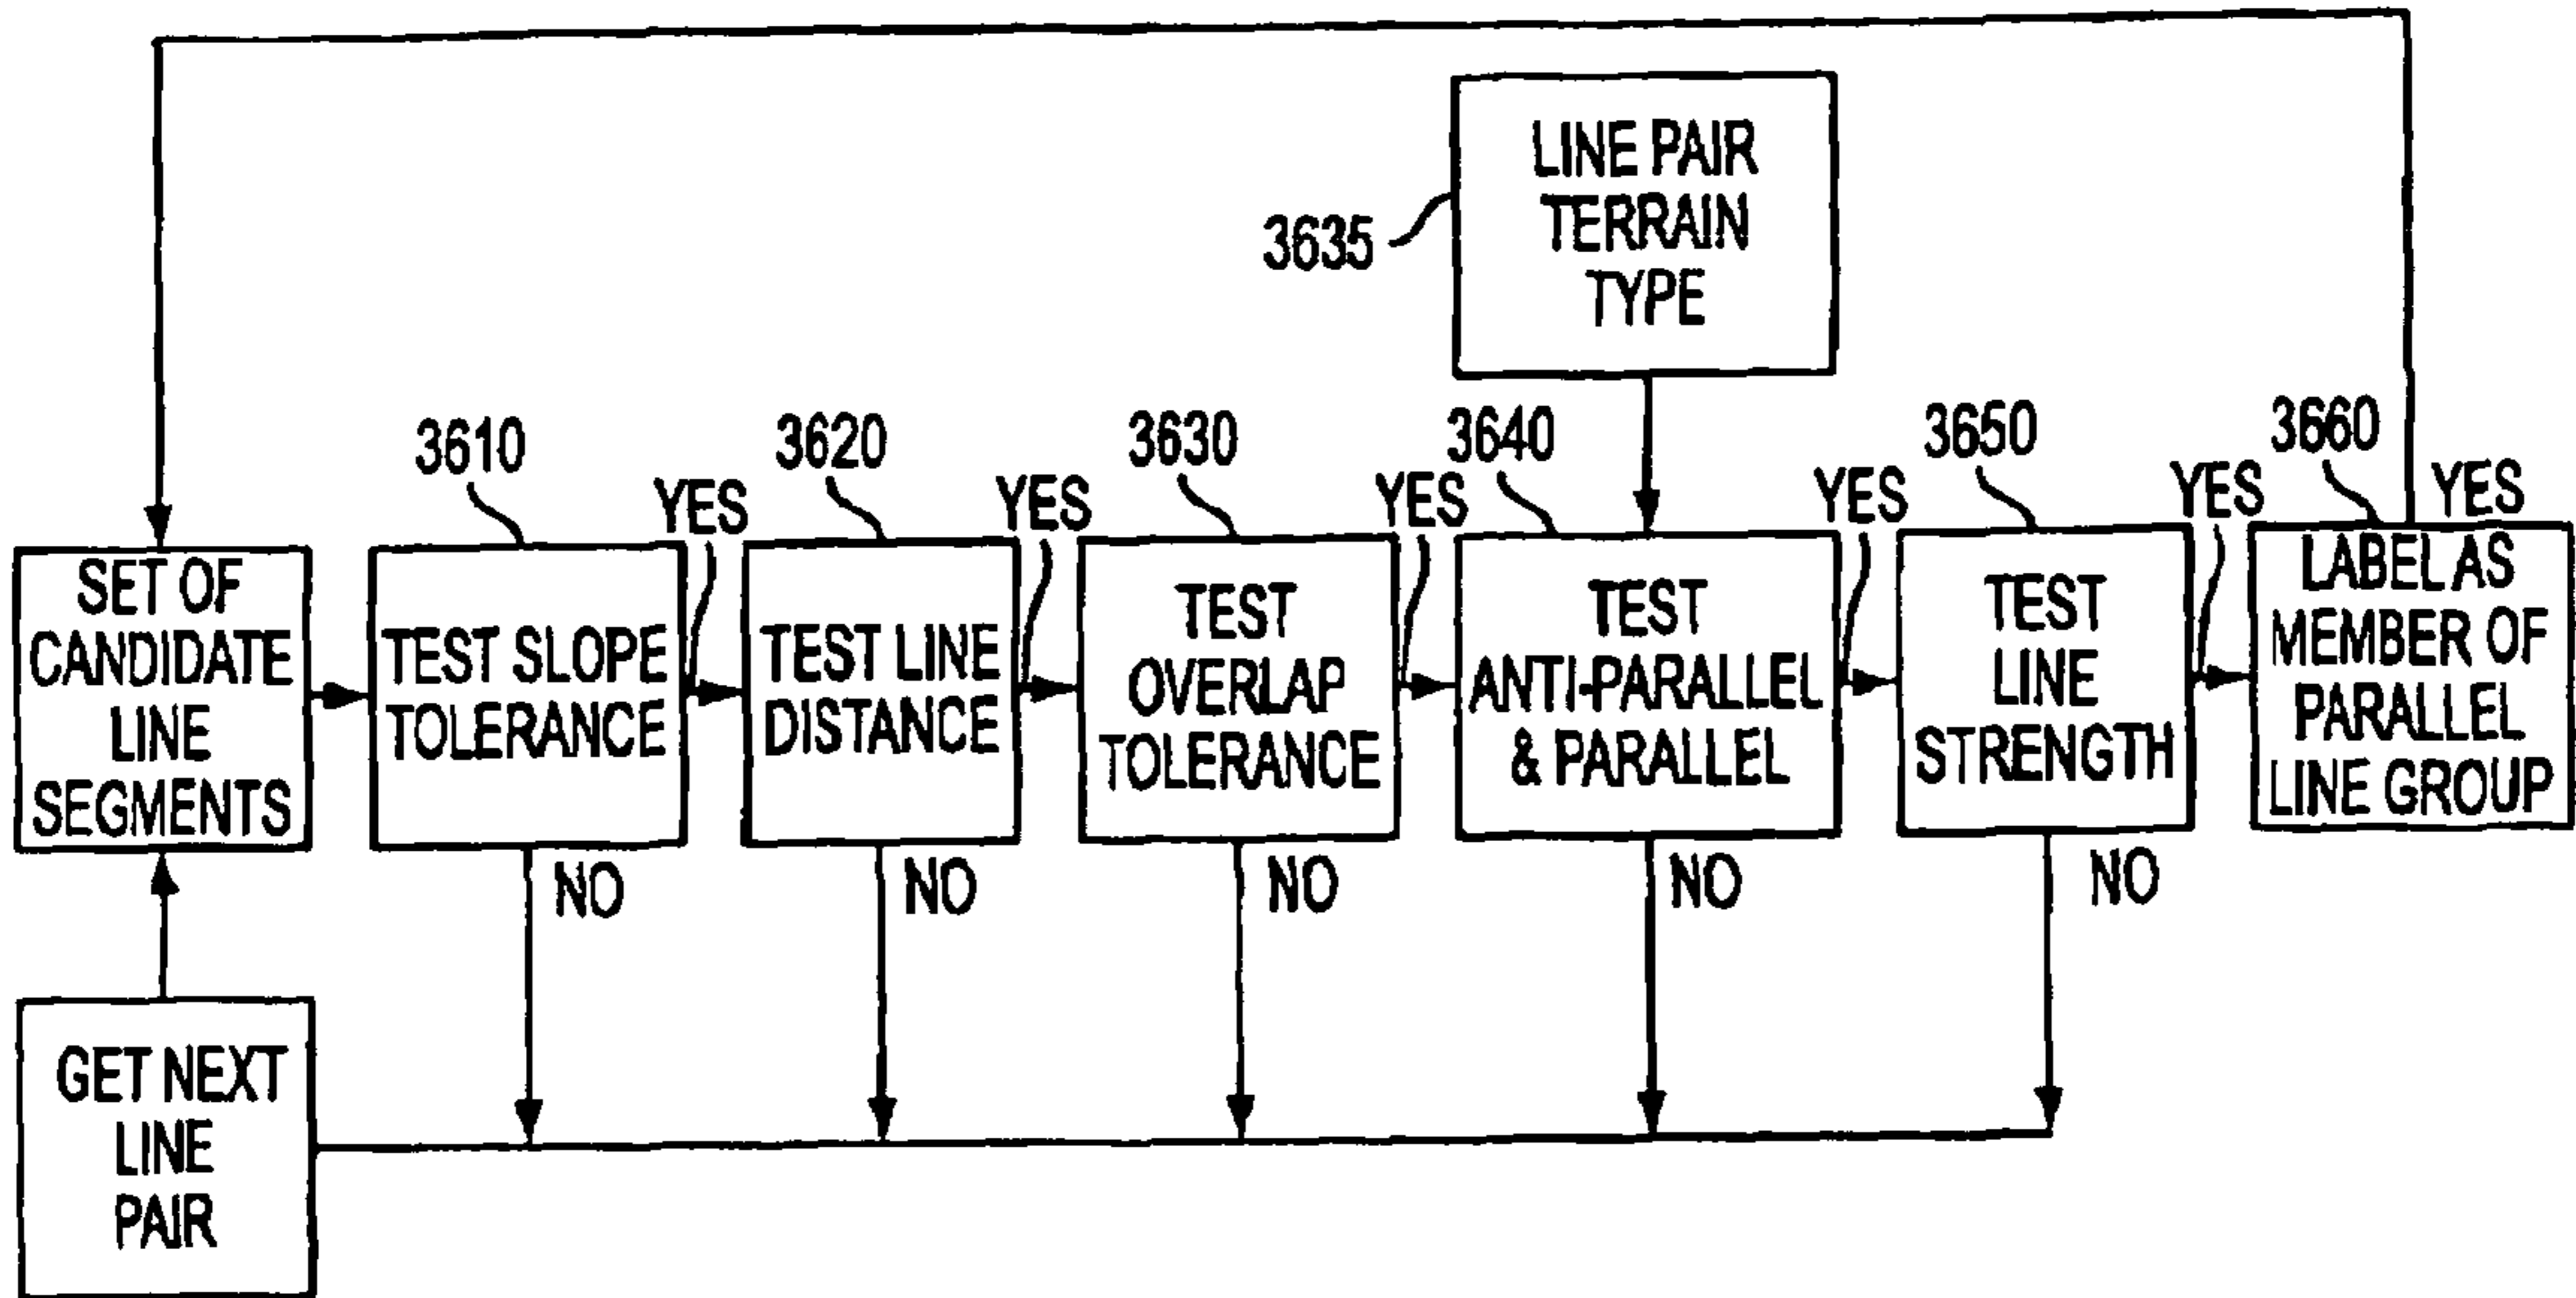 LINE PAIR
TERRAIN
TYPE
3635
3610
3620
3630
3640
3650
3660
YES
YES
YES
YES
YES
YES
SET OF
CANDIDATE
LINE
SEGMENTS
TEST SLOPE
TOLERANCE
TEST LINE
DISTANCE
TEST
OVERLAP
TOLERANCE
TEST
ANTI-PARALLEL
& PARALLEL
TEST
LINE
STRENGTH
LABEL AS
MEMBER OF
PARALLEL
LINE GROUP
NO
NO
NO
NO
NO
GET NEXT
LINE
PAIR